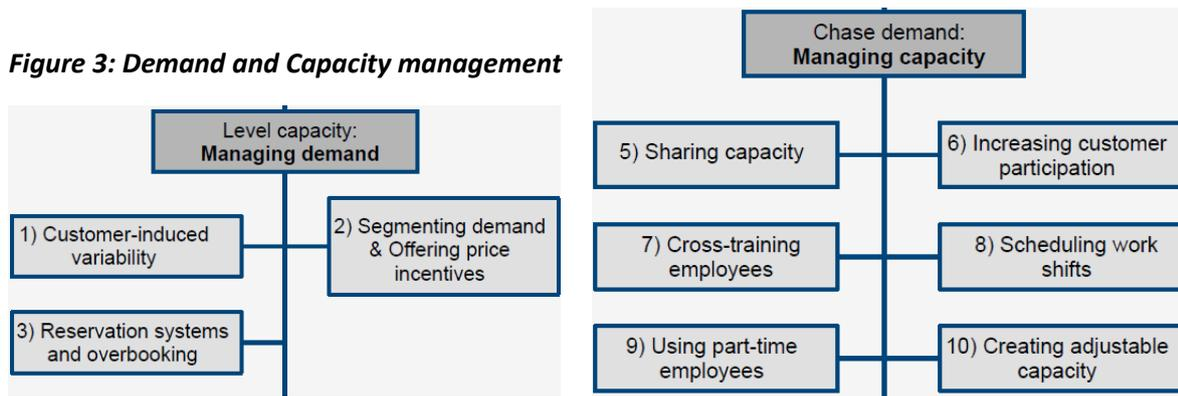 Figure 3: Demand and Capacity management
Level capacity:
Managing demand
1) Customer-induced
variability
2) Segmenting demand
& Offering price
incentives
3) Reservation systems
and overbooking
Chase demand:
Managing capacity
5) Sharing capacity
6) Increasing customer
participation
7) Cross-training
employees
8) Scheduling work
shifts
9) Using part-time
employees
10) Creating adjustable
capacity